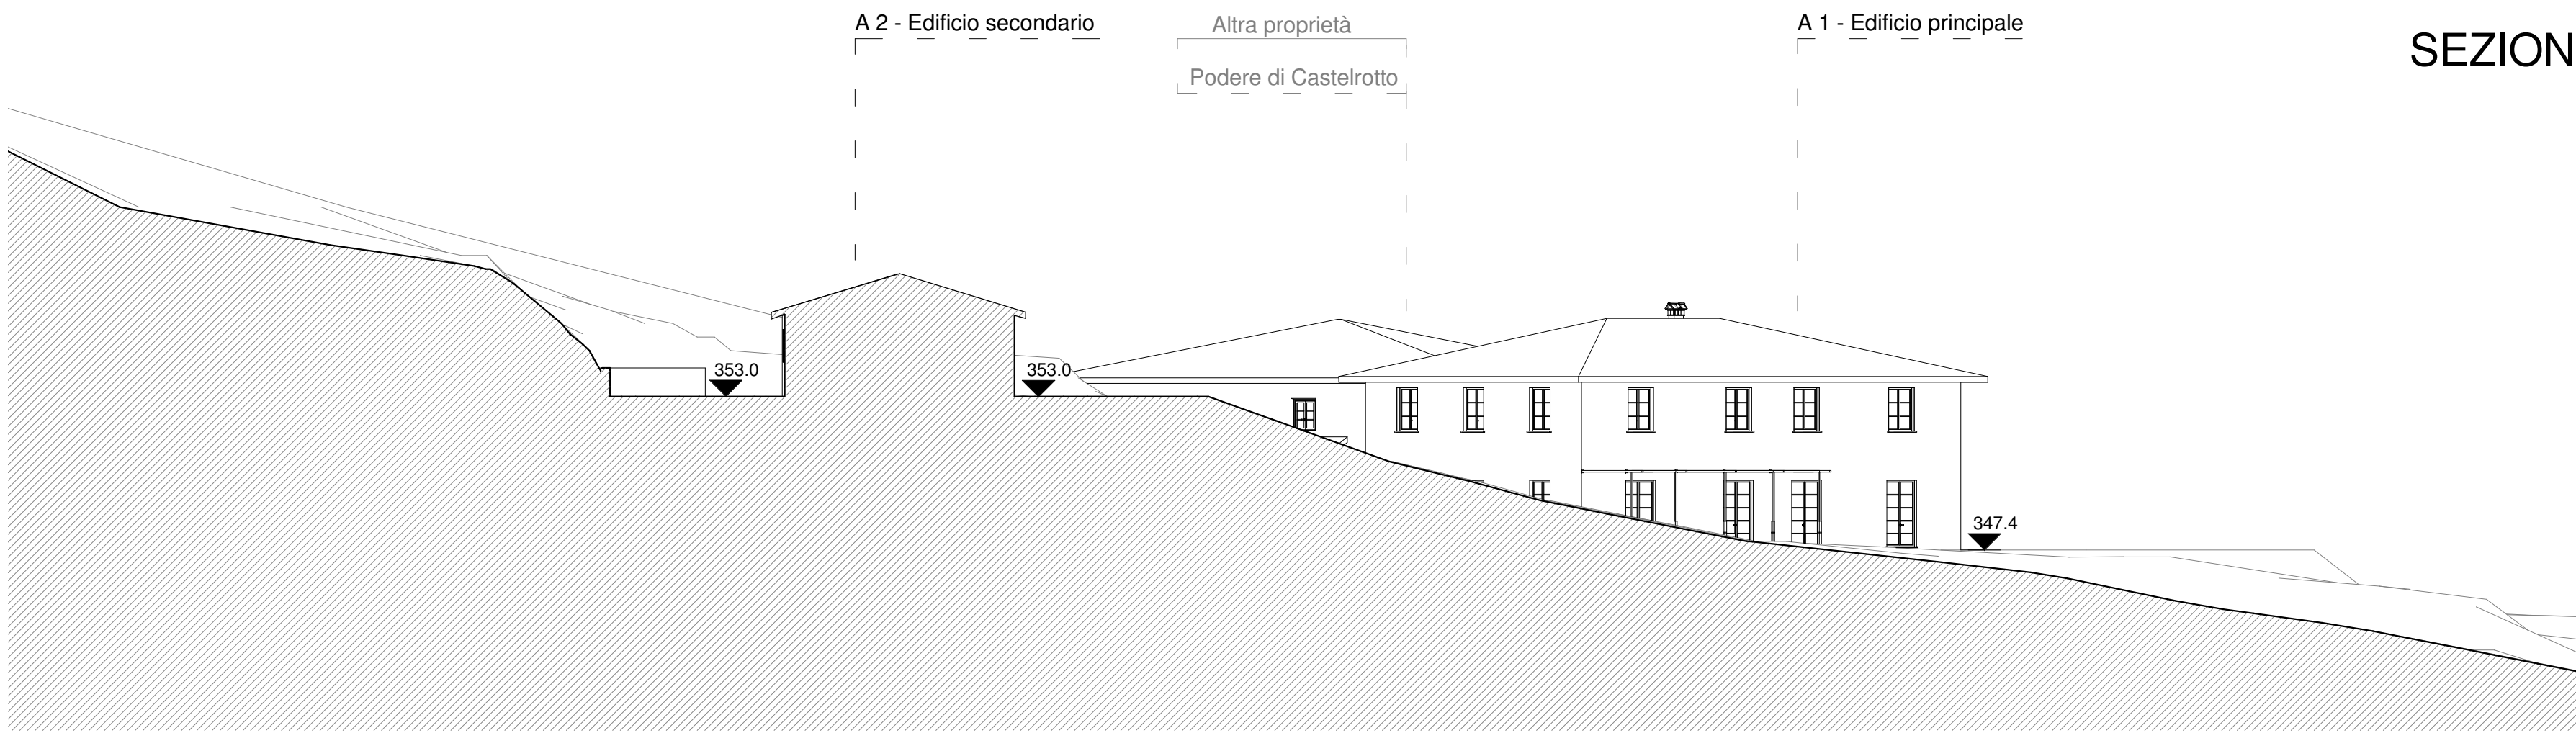 A 2 - Edificio secondario
Altra proprietà
Podere di Castelrotto
A 1 - Edificio principale
SEZION
353.0
353.0
347.4